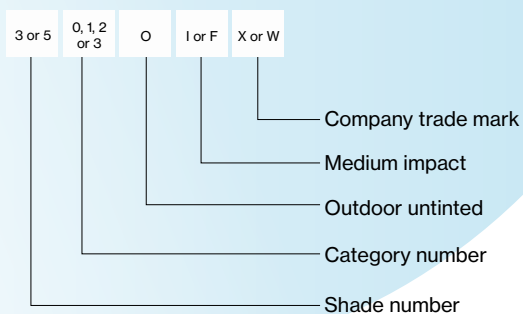 3 or 5
0, 1, 2
or 3
O
I or F
X or W
Company trade mark
Medium impact
Outdoor untinted
Category number
Shade number